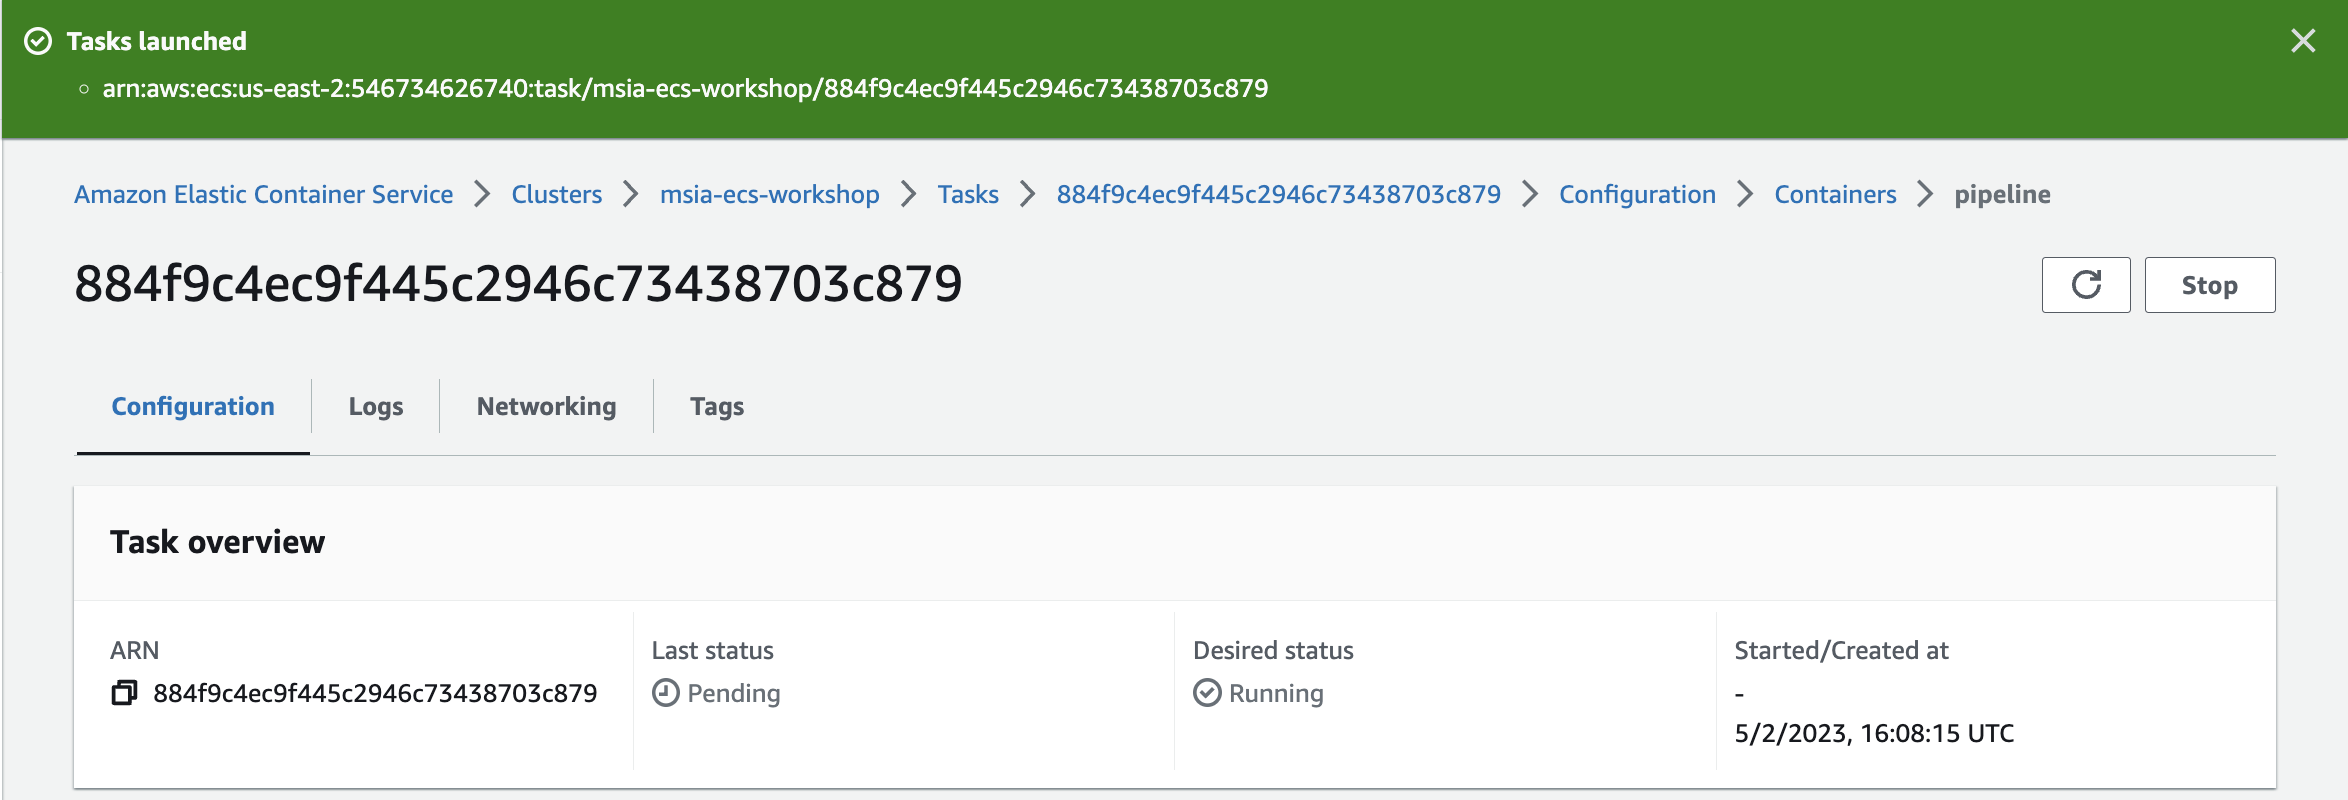 Tasks launched
arn:aws:ecs:us-east-2:546734626740:task/msia-ecs-workshop/884f9c4ec9f445c2946c73438703c879
Amazon Elastic Container Service > Clusters > msia-ecs-workshop > Tasks > 884f9c4ec9f445c2946c73438703c879 > Configuration > Containers > pipeline
884f9c4ec9f445c2946c73438703c879
Stop
Configuration Logs Networking Tags
Task overview
ARN Last status Desired status Started/Created at
884f9c4ec9f445c2946c73438703c879 Pending Running -
5/2/2023, 16:08:15 UTC